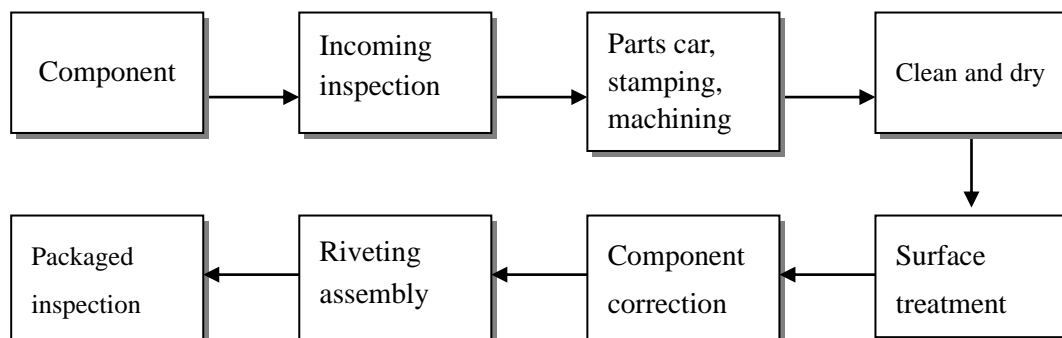 Component
Incoming
inspection
Parts car,
stamping,
machining
Clean and dry
Surface
treatment
Component
correction
Riveting
assembly
Packaged
inspection